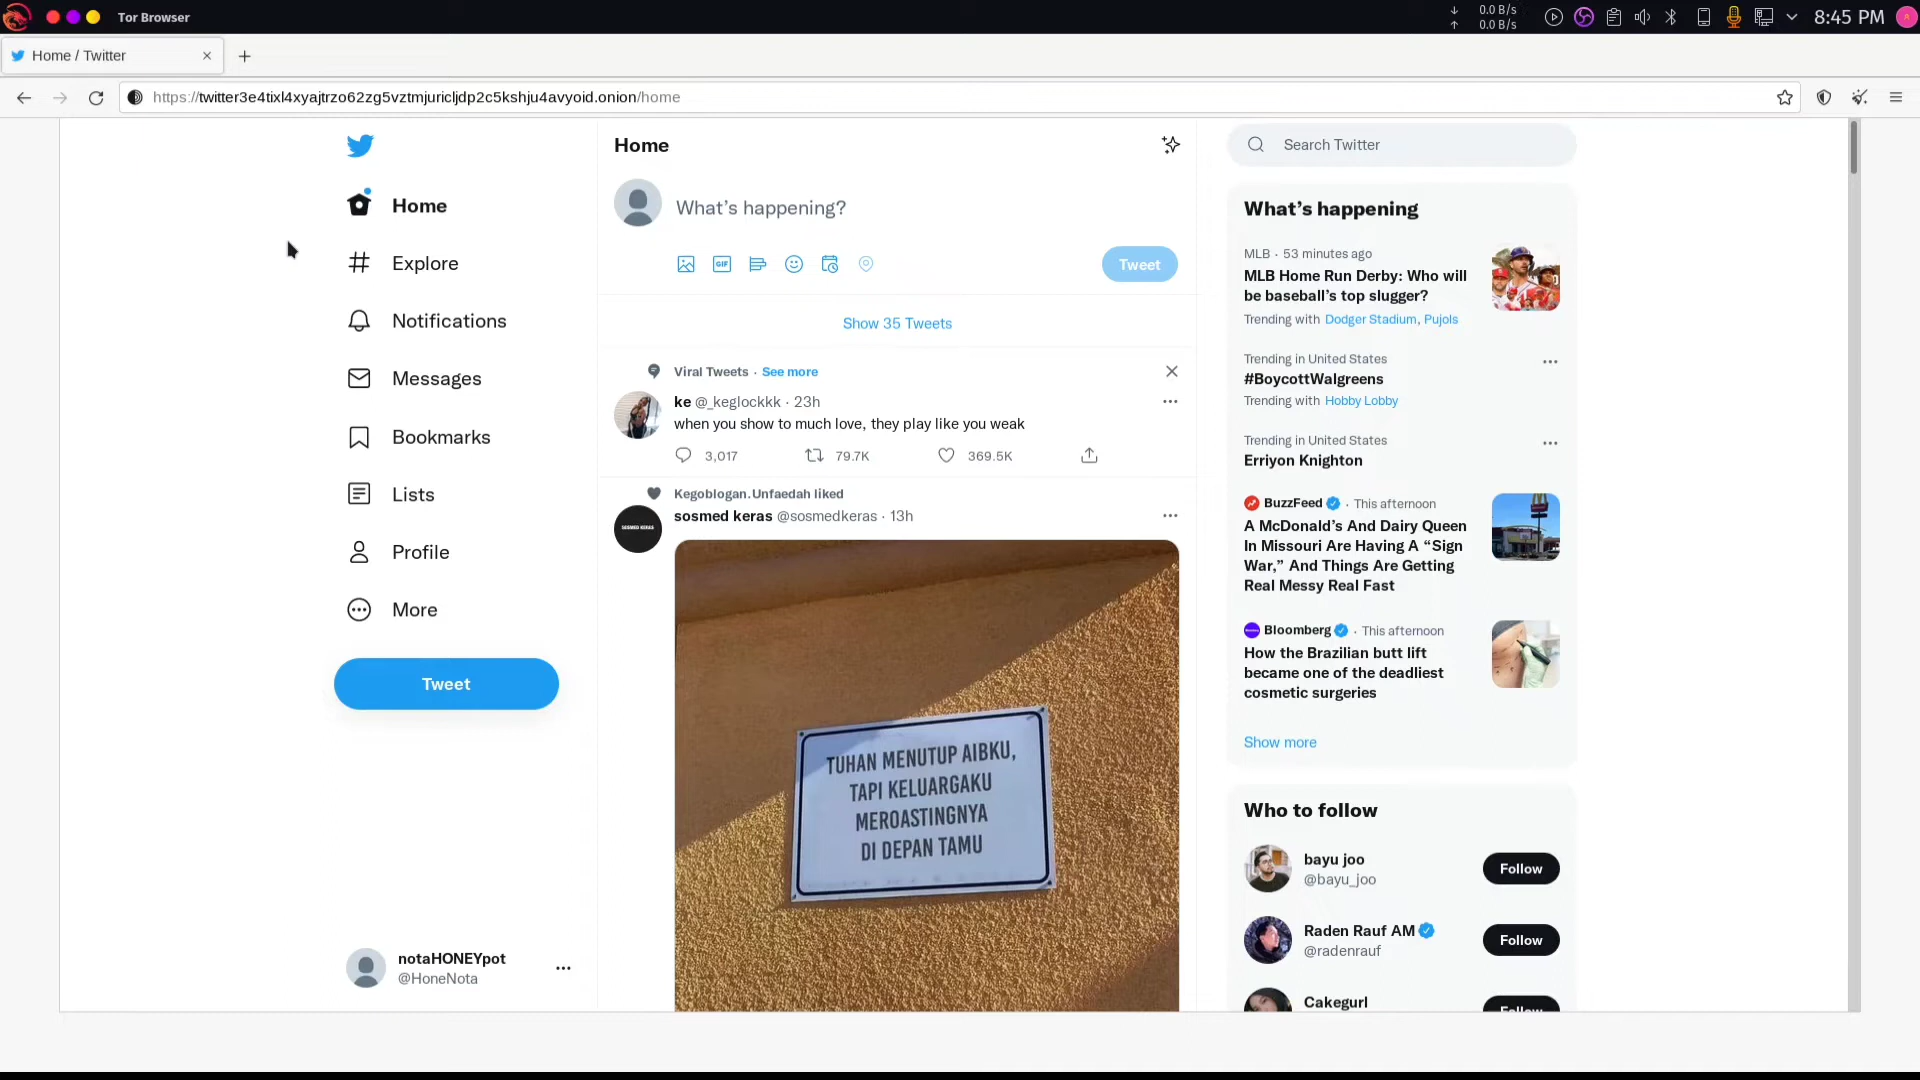 Tor Browser
0.0 B/s
0.0 B/s
8:45 PM
Home / Twitter
https://twitter3e4tixl4xyajtrzo62zg5vztmjuricljdp2c5kshju4avyoid.onion/home
Home
Explore
Notifications
Messages
Bookmarks
Lists
Profile
More
Tweet
notaHONEYpot
@HoneNota
Home
What's happening?
GIF
Tweet
Show 35 Tweets
Viral Tweets · See more
ke @_keglockkk · 23h
when you show to much love, they play like you weak
3,017 79.7K 369.5K
Kegoblogan.Unfaedah liked
SOSMED KERAS
sosmed keras @sosmedkeras · 13h
TUHAN MENUTUP AIBKU,
TAPI KELUARGAKU
MEROASTINGNYA
DI DEPAN TAMU
Search Twitter
What's happening
MLB · 53 minutes ago
MLB Home Run Derby: Who will
be baseball's top slugger?
Trending with Dodger Stadium, Pujols
Trending in United States
#BoycottWalgreens
Trending with Hobby Lobby
Trending in United States
Erriyon Knighton
BuzzFeed · This afternoon
A McDonald's And Dairy Queen
In Missouri Are Having A “Sign
War,” And Things Are Getting
Real Messy Real Fast
Bloomberg · This afternoon
How the Brazilian butt lift
became one of the deadliest
cosmetic surgeries
Show more
Who to follow
bayu joo
@bayu_joo
Follow
Raden Rauf AM
@radenrauf
Follow
Cakegurl
Follow